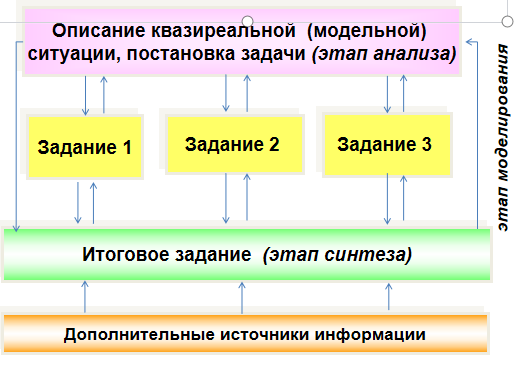 Описание квазиреальной (модельной)
ситуации, постановка задачи (этап анализа)
Задание 1
Задание 2
Задание 3
этап моделирования
Итоговое задание (этап синтеза)
Дополнительные источники информации